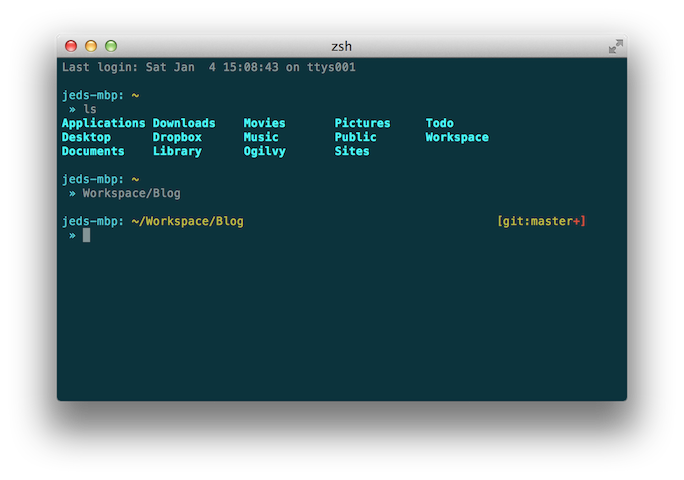 zsh
Last login: Sat Jan  4 15:08:43 on ttys001
jeds-mbp: ~
» ls
Applications Downloads    Movies       Pictures     Todo
Desktop      Dropbox      Music        Public       Workspace
Documents    Library      Ogilvy       Sites
jeds-mbp: ~
» Workspace/Blog
jeds-mbp: ~/Workspace/Blog [git:master+]
»